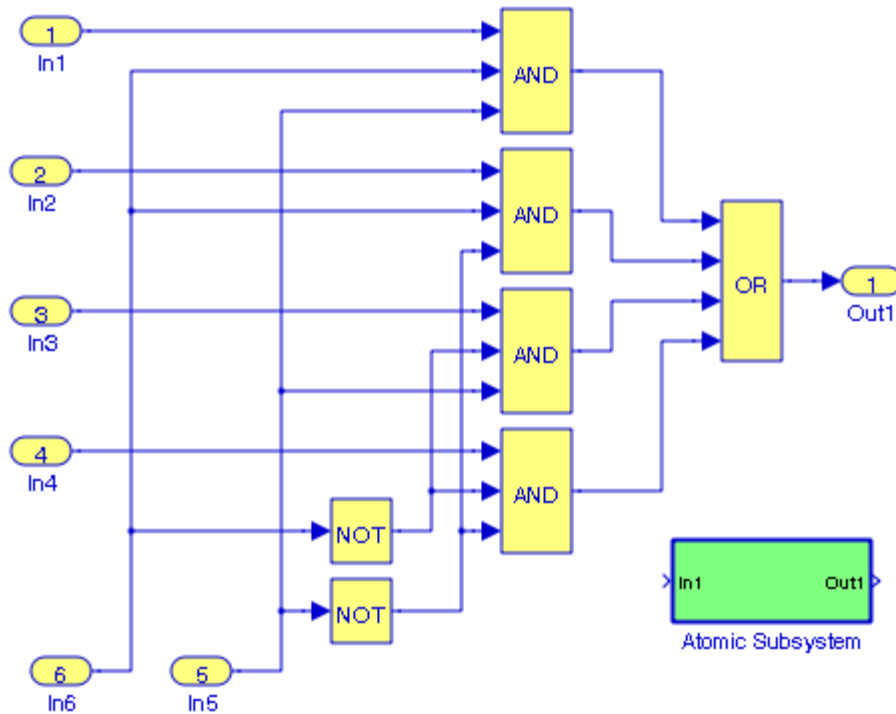 1
In1
AND
2
In2
AND
3
In3
AND
OR
1
Out1
4
In4
AND
NOT
NOT
In1 Out1
Atomic Subsystem
6
In6
5
In5